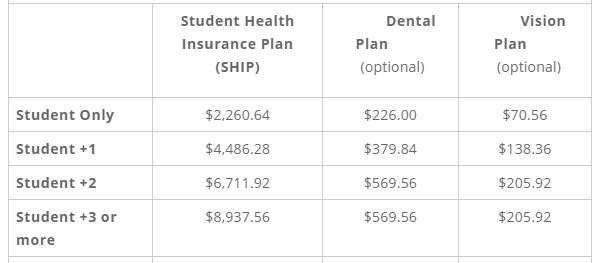 Student Health Insurance Plan (SHIP) Dental Plan (optional) Vision Plan (optional)
Student Only $2,260.64 $226.00 $70.56
Student +1 $4,486.28 $379.84 $138.36
Student +2 $6,711.92 $569.56 $205.92
Student +3 or more $8,937.56 $569.56 $205.92